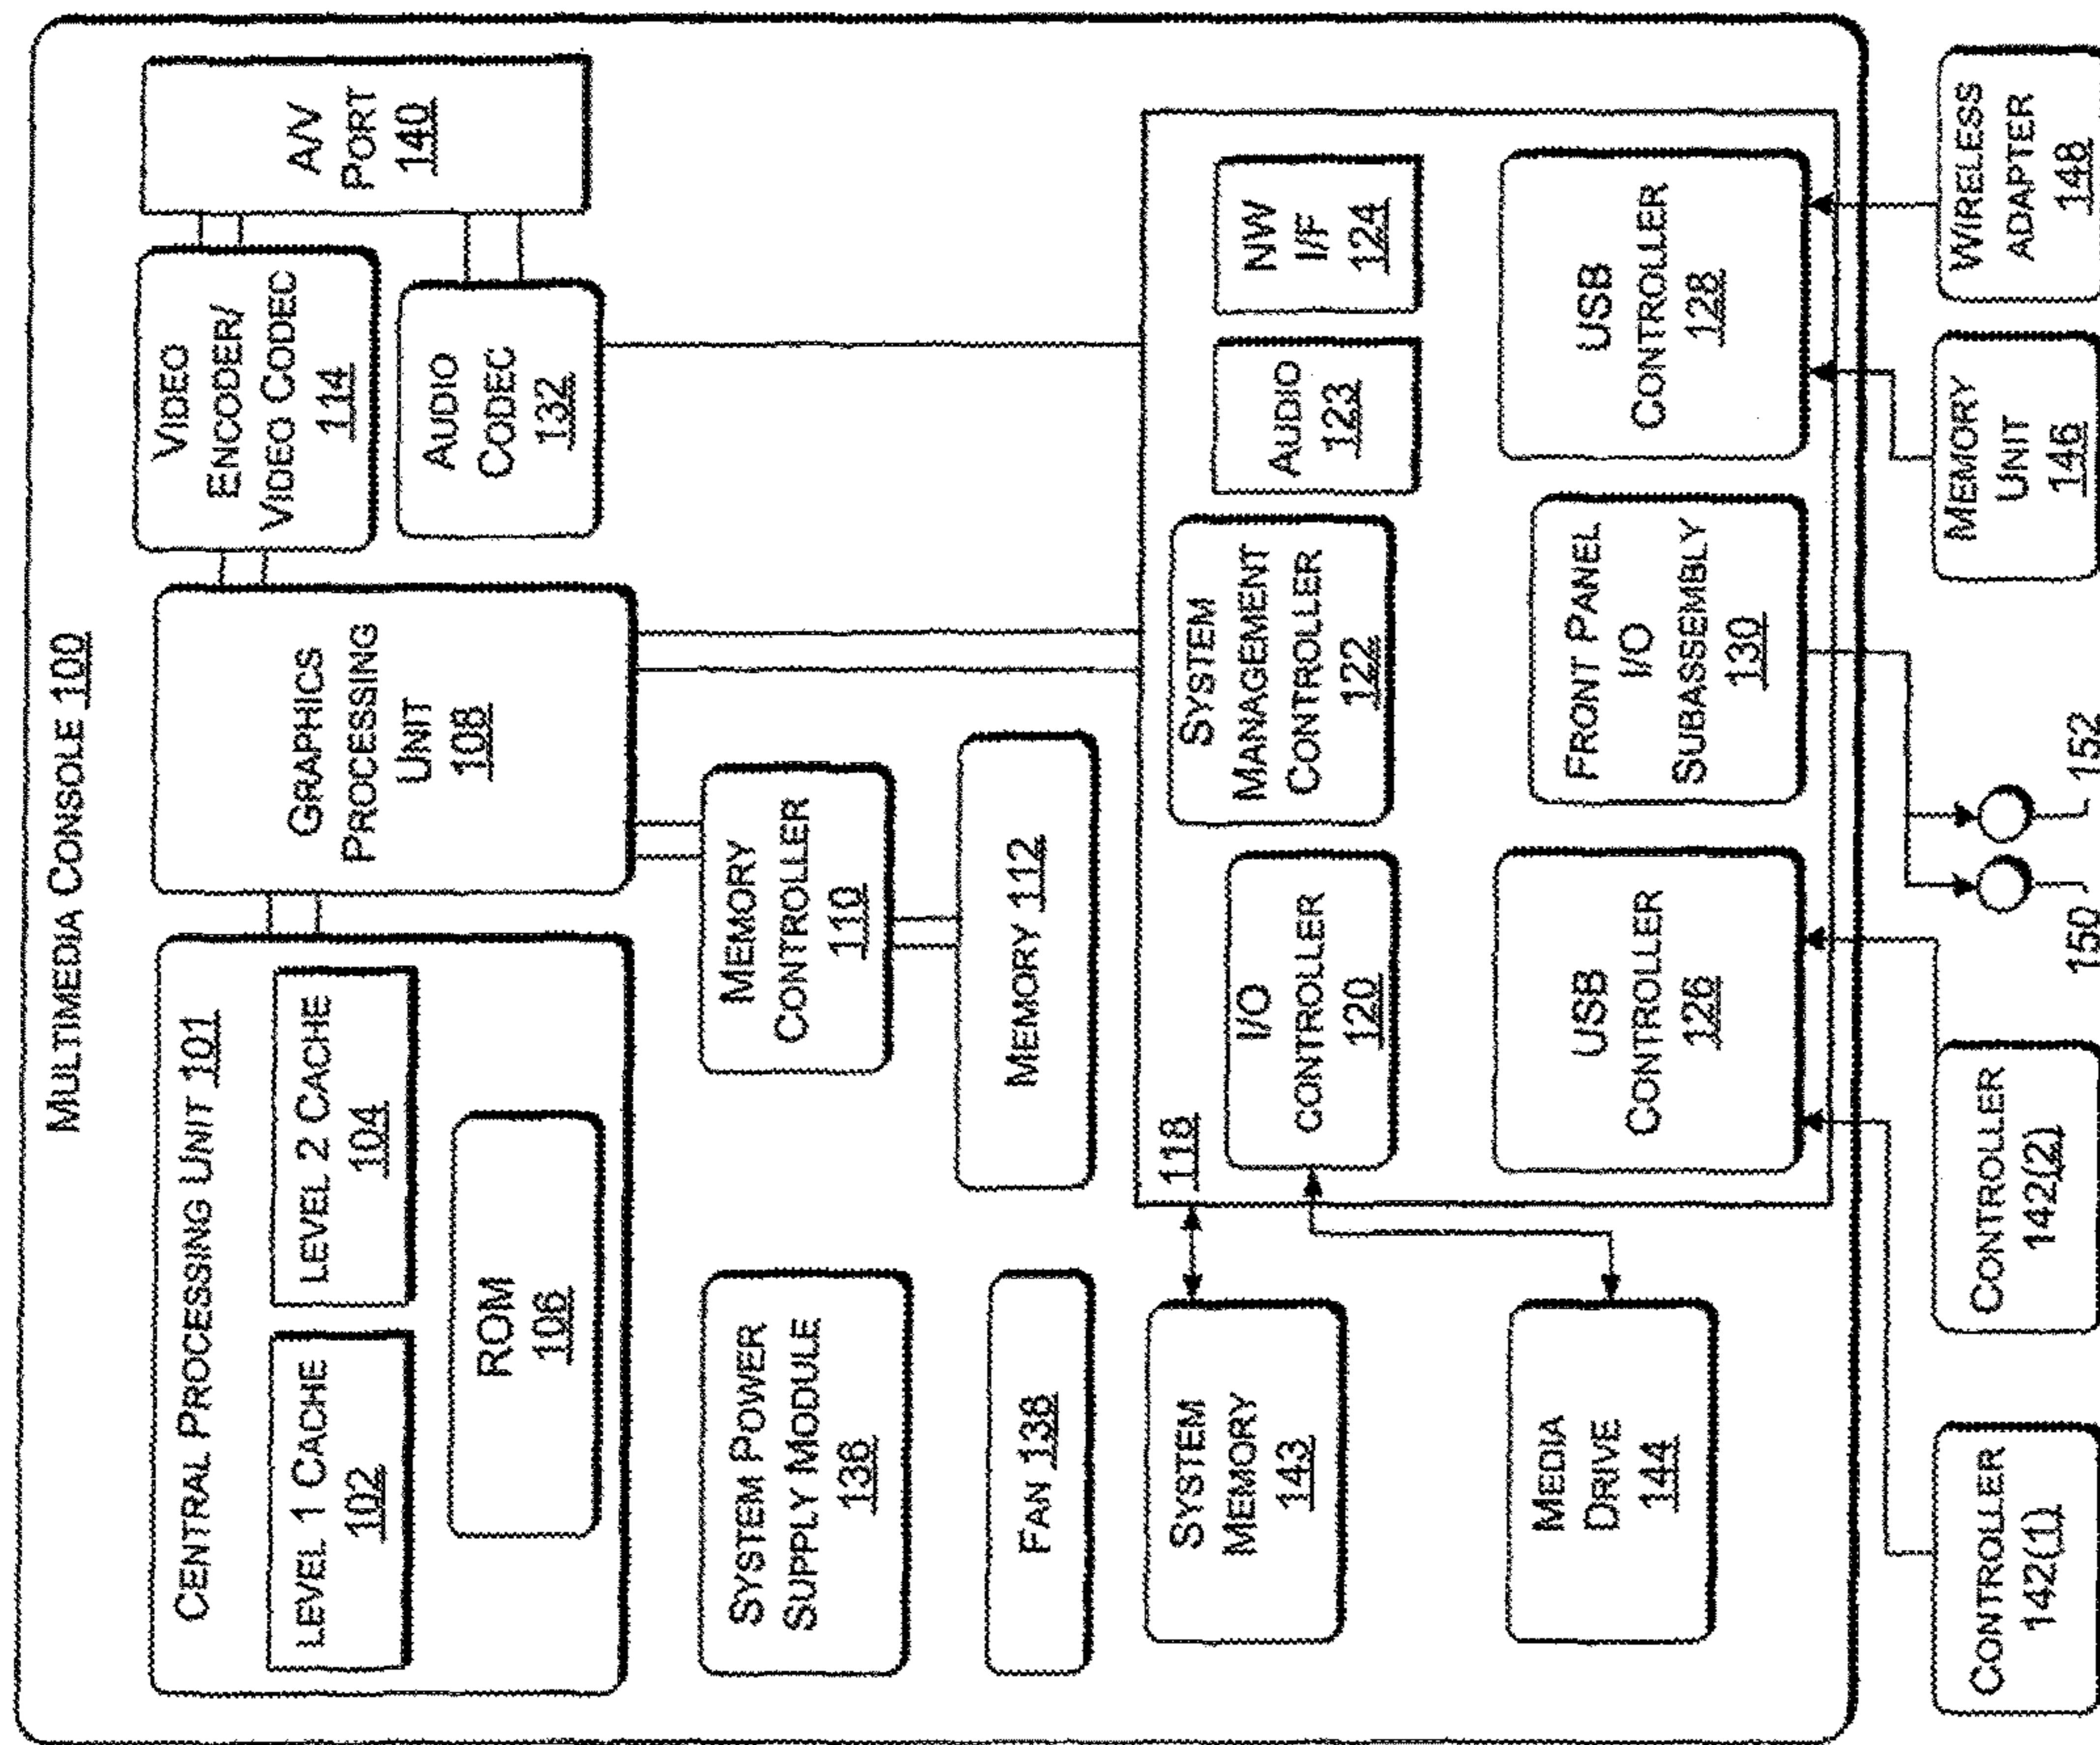 MULTIMEDIA CONSOLE 100
CENTRAL PROCESSING UNIT 101
LEVEL 1 CACHE
102
LEVEL 2 CACHE
104
ROM
106
GRAPHICS
PROCESSING
UNIT
108
VIDEO
ENCODER/
VIDEO CODEC
114
AUDIO
CODEC
132
A/V
PORT
140
MEMORY
CONTROLLER
110
MEMORY 112
SYSTEM POWER
SUPPLY MODULE
136
FAN 138
SYSTEM
MEMORY
143
MEDIA
DRIVE
144
118
I/O
CONTROLLER
120
SYSTEM
MANAGEMENT
CONTROLLER
122
AUDIO
123
NW
I/F
124
USB
CONTROLLER
126
FRONT PANEL
I/O
SUBASSEMBLY
130
USB
CONTROLLER
128
CONTROLLER
142(1)
CONTROLLER
142(2)
150
152
MEMORY
UNIT
146
WIRELESS
ADAPTER
148